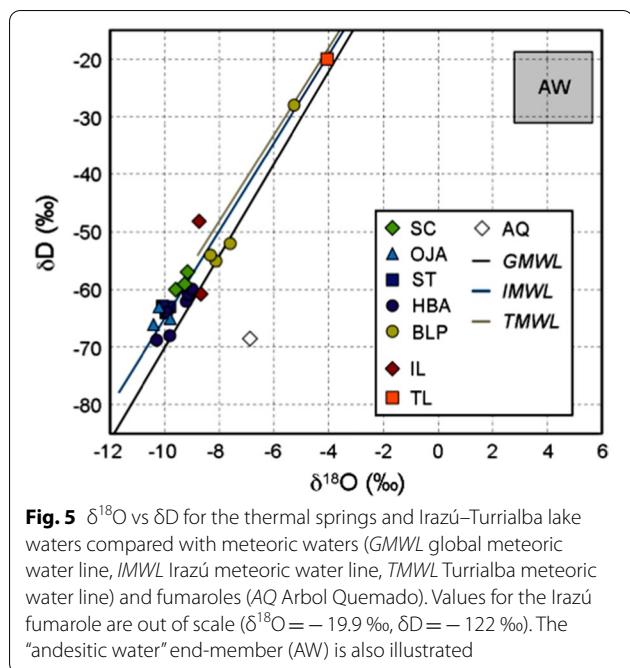 -20
-30
-40
-50
-60
-70
-80
δD (‰)
AW
SC
OJA
ST
HBA
BLP
IL
TL
AQ
GMWL
IMWL
TMWL
-12 -10 -8 -6 -4 -2 0 2 4 6
δ¹⁸O (‰)
Fig. 5 δ¹⁸O vs δD for the thermal springs and Irazú–Turrialba lake
waters compared with meteoric waters (GMWL global meteoric
water line, IMWL Irazú meteoric water line, TMWL Turrialba meteoric
water line) and fumaroles (AQ Arbol Quemado). Values for the Irazú
fumarole are out of scale (δ¹⁸O = − 19.9 ‰, δD = − 122 ‰). The
“andesitic water” end-member (AW) is also illustrated